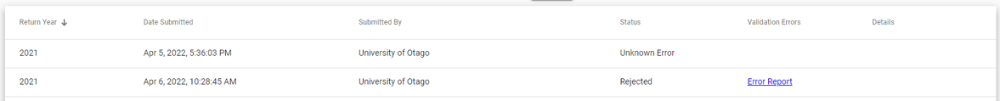 Return Year ↓ Date Submitted Submitted By Status Validation Errors Details
2021 Apr 5, 2022, 5:36:03 PM University of Otago Unknown Error
2021 Apr 6, 2022, 10:28:45 AM University of Otago Rejected Error Report